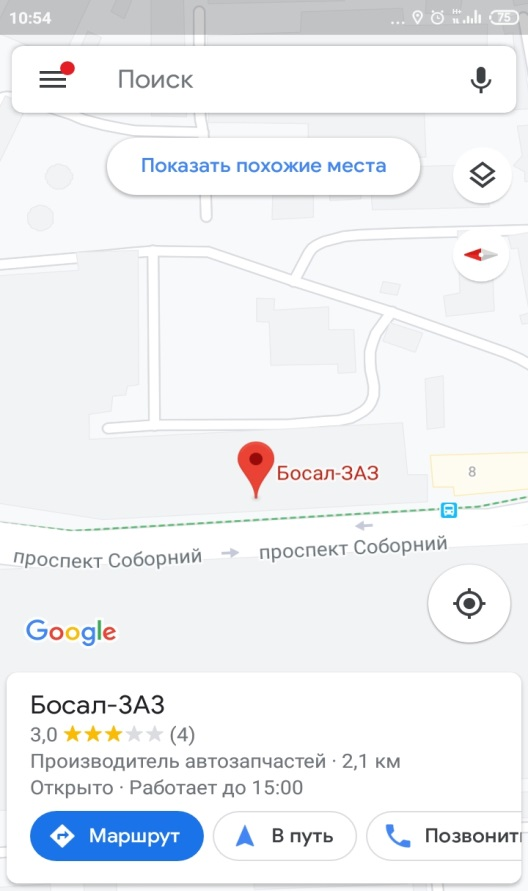 10:54
... H+ 75
Поиск
Показать похожие места
Босал-ЗАЗ
8
проспект Соборний
проспект Соборний
Google
Босал-ЗАЗ
3,0 (4)
Производитель автозапчастей · 2,1 км
Открыто · Работает до 15:00
Маршрут
В путь
Позвонит